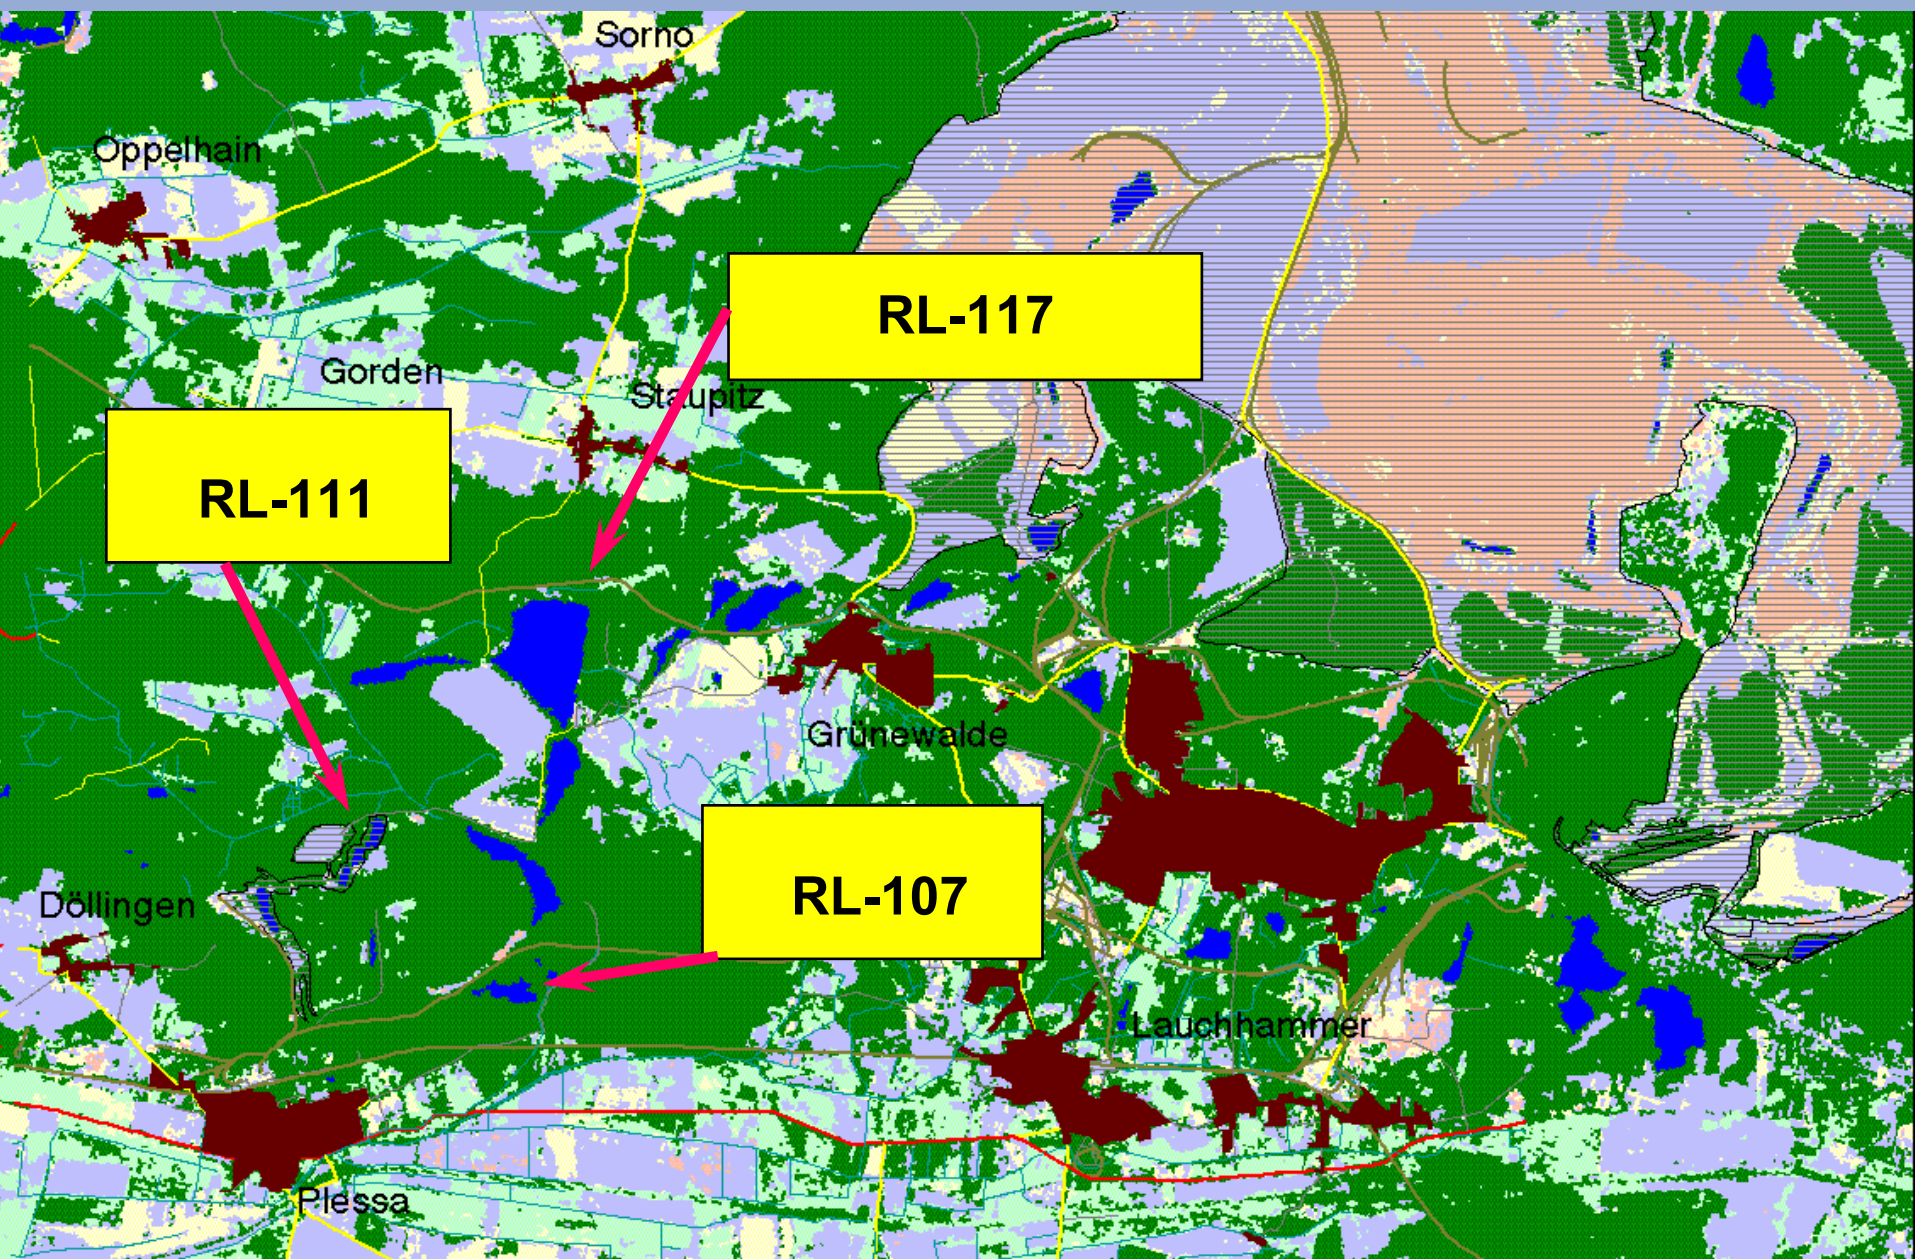 Sorno
Oppelhain
RL-117
Gorden
Staupitz
RL-111
Grünewalde
RL-107
Döllingen
Lauchhammer
Plessa